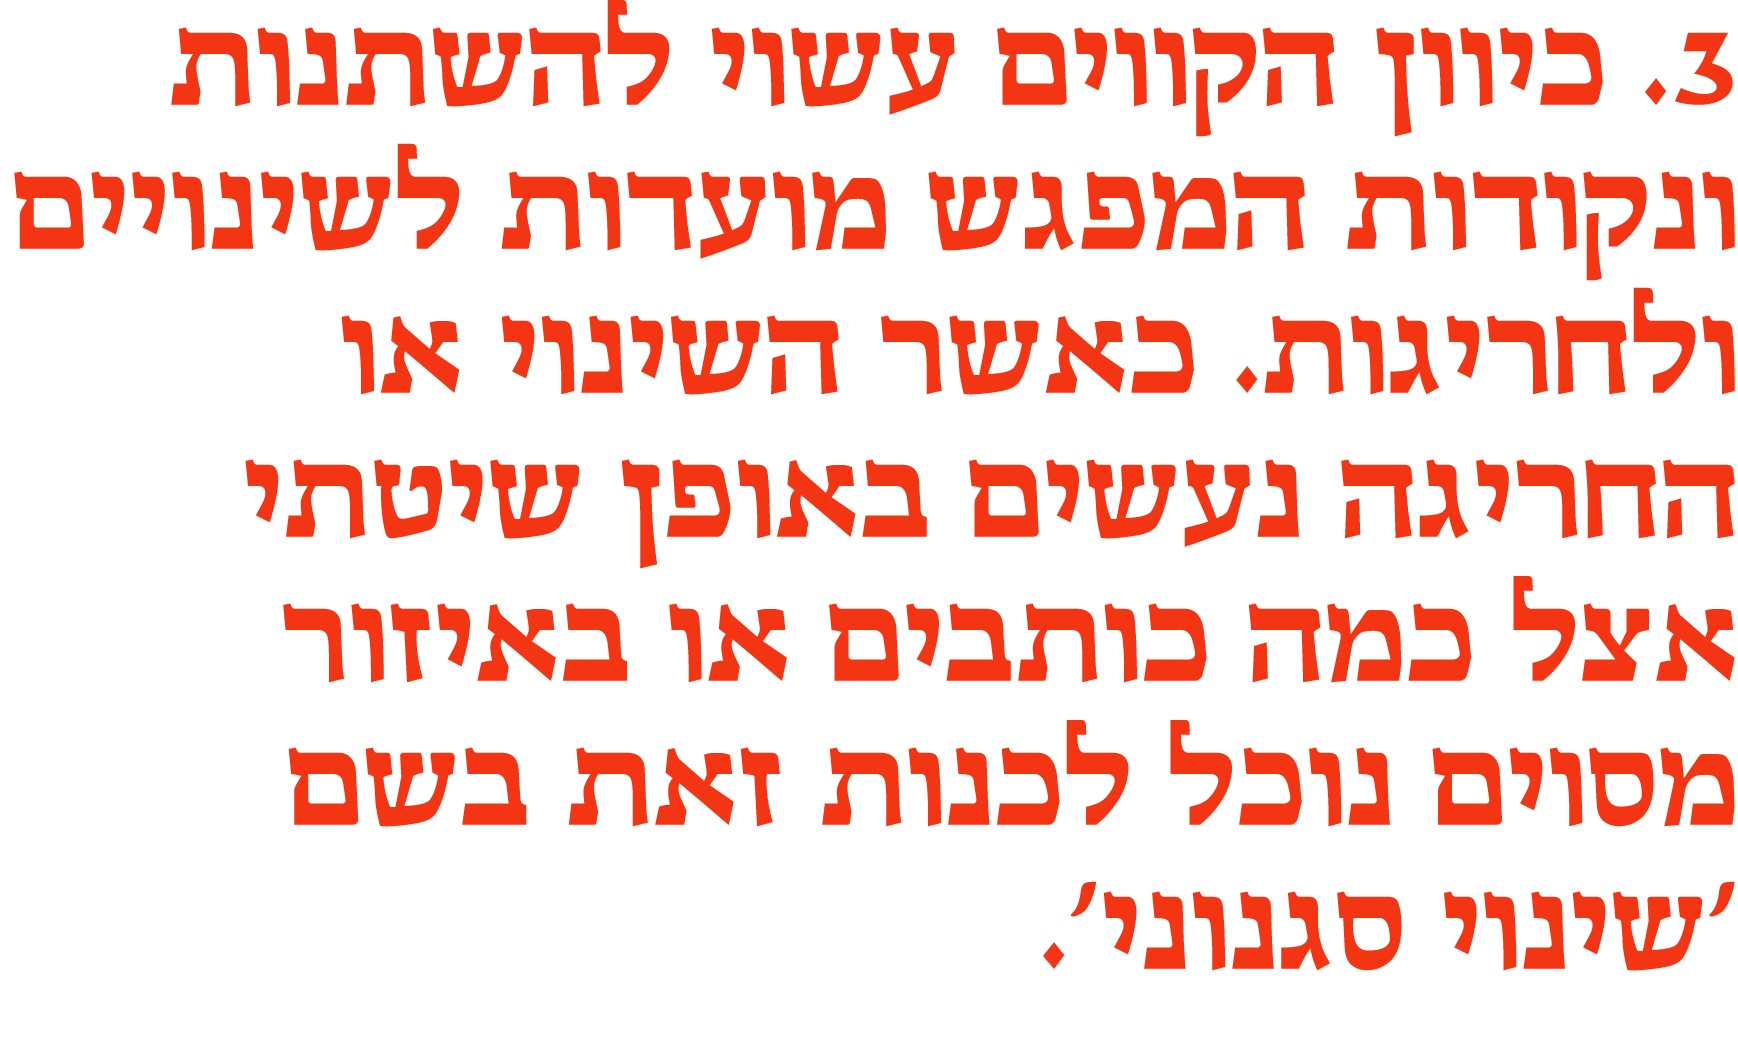 3. כיוון הקווים עשוי להשתנות
ונקודות המפגש מועדות לשינויים
ולחריגות. כאשר השינוי או
החריגה נעשים באופן שיטתי
אצל כמה כותבים או באיזור
מסוים נוכל לכנות זאת בשם
'שינוי סגנוני'.